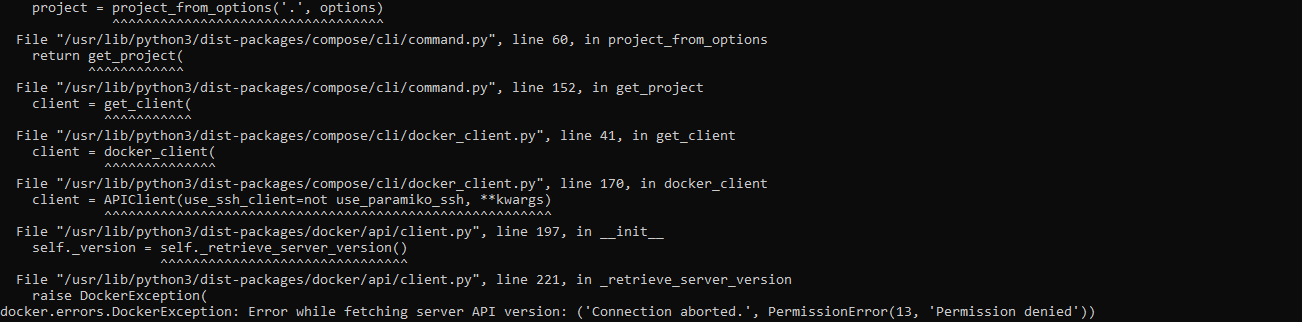 project = project_from_options('.', options)
^^^^^^^^^^^^^^^^^^^^^^^^^^^^^^^^^^
File "/usr/lib/python3/dist-packages/compose/cli/command.py", line 60, in project_from_options
return get_project(
^^^^^^^^^^^^
File "/usr/lib/python3/dist-packages/compose/cli/command.py", line 152, in get_project
client = get_client(
^^^^^^^^^^^
File "/usr/lib/python3/dist-packages/compose/cli/docker_client.py", line 41, in get_client
client = docker_client(
^^^^^^^^^^^^^^
File "/usr/lib/python3/dist-packages/compose/cli/docker_client.py", line 170, in docker_client
client = APIClient(use_ssh_client=not use_paramiko_ssh, **kwargs)
^^^^^^^^^^^^^^^^^^^^^^^^^^^^^^^^^^^^^^^^^^^^^^^^^^^^^^^^
File "/usr/lib/python3/dist-packages/docker/api/client.py", line 197, in __init__
self._version = self._retrieve_server_version()
^^^^^^^^^^^^^^^^^^^^^^^^^^^^^^^
File "/usr/lib/python3/dist-packages/docker/api/client.py", line 221, in _retrieve_server_version
raise DockerException(
docker.errors.DockerException: Error while fetching server API version: ('Connection aborted.', PermissionError(13, 'Permission denied'))